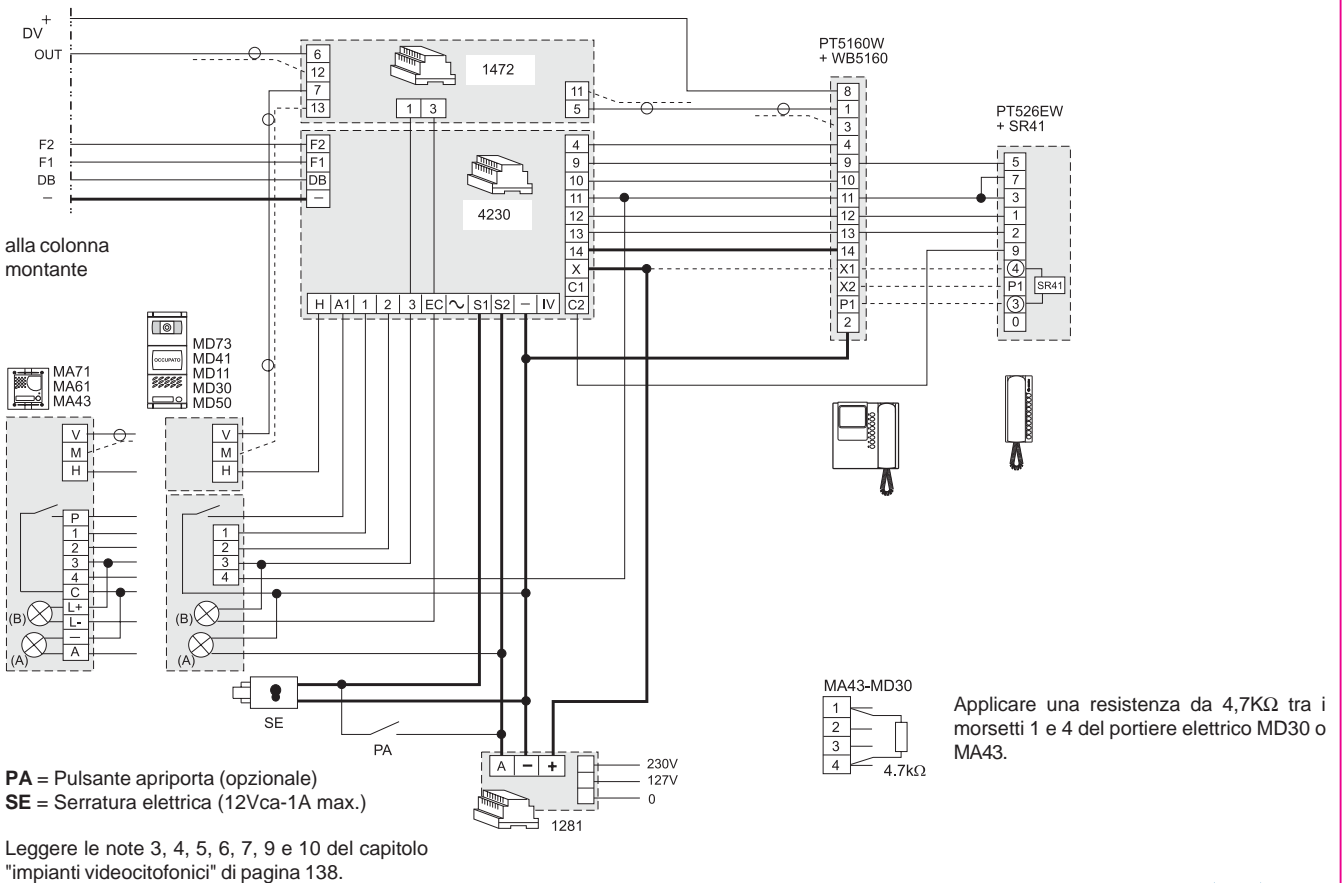 +
DV
OUT
F2
F1
DB
−
alla colonna
montante
6
12
7
13
1472
1 3
11
5
F2
F1
DB
−
4230
4
9
10
11
12
13
14
X
C1
C2
H A1 1 2 3 EC ~ S1 S2 − IV
PT5160W
+ WB5160
8
1
3
4
9
10
11
12
13
14
X1
X2
P1
2
PT526EW
+ SR41
5
7
3
1
2
9
4
P1
3
0
SR41
MA71
MA61
MA43
OCCUPATO
MD73
MD41
MD11
MD30
MD50
V
M
H
P
1
2
3
4
C
L+
L-
−
A
(B)
(A)
V
M
H
1
2
3
4
(B)
(A)
SE
PA
A − +
230V
127V
0
1281
MA43-MD30
1
2
3
4
4.7kΩ
Applicare una resistenza da 4,7KΩ tra i
morsetti 1 e 4 del portiere elettrico MD30 o
MA43.
PA = Pulsante apriporta (opzionale)
SE = Serratura elettrica (12Vca-1A max.)
Leggere le note 3, 4, 5, 6, 7, 9 e 10 del capitolo
"impianti videocitofonici" di pagina 138.